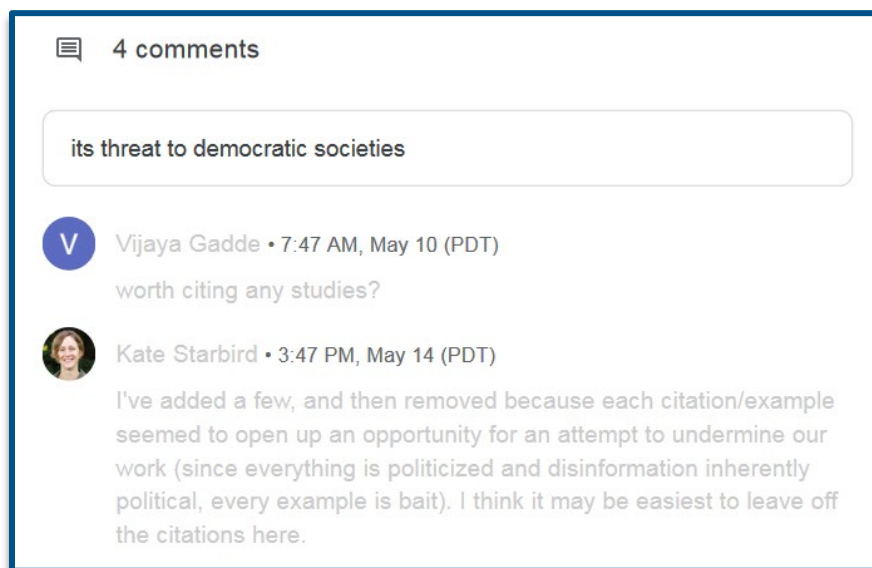 4 comments
its threat to democratic societies
V
Vijaya Gadde • 7:47 AM, May 10 (PDT)
worth citing any studies?
Kate Starbird • 3:47 PM, May 14 (PDT)
I've added a few, and then removed because each citation/example
seemed to open up an opportunity for an attempt to undermine our
work (since everything is politicized and disinformation inherently
political, every example is bait). I think it may be easiest to leave off
the citations here.